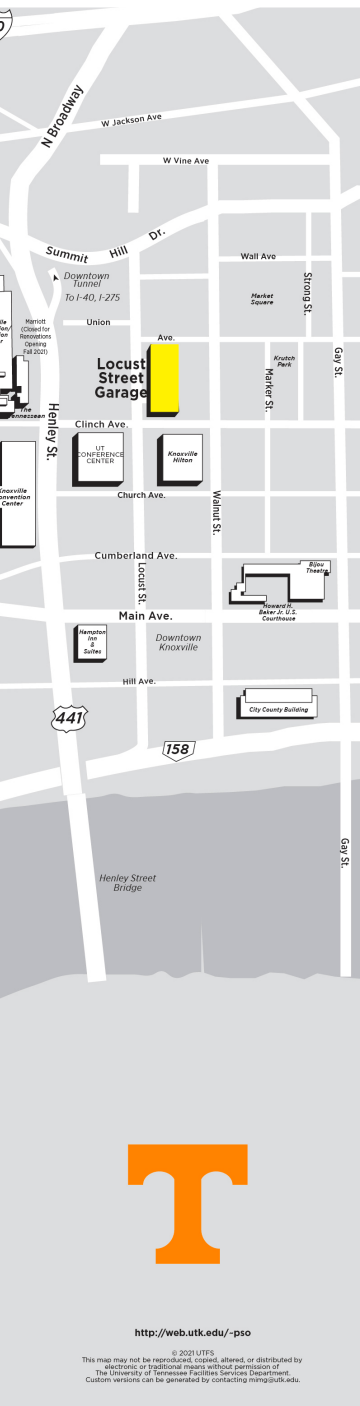 N Broadway
W Jackson Ave
W Vine Ave
Summit Hill Dr.
Wall Ave
Downtown
Tunnel
To I-40, I-275
Market
Square
Strong St.
Marriott
(Closed for
Renovations
Opening
Fall 2021)
Union
Ave.
Locust
Street
Garage
Krutch
Park
Gay St.
Marker St.
The
Henley St.
Clinch Ave.
UT
CONFERENCE
CENTER
Knoxville
Hilton
Knoxville
Center
Church Ave.
Walnut St.
Cumberland Ave.
Locust St.
Bijou
Theatre
Howard H.
Baker Jr. U.S.
Courthouse
Main Ave.
Hampton
Inn
&
Suites
Downtown
Knoxville
Hill Ave.
City County Building
441
158
Gay St.
Henley Street
Bridge
T
http://web.utk.edu/~pso
© 2021 UTFS
This map may not be reproduced, copied, altered, or distributed by
electronic or traditional means without permission of
The University of Tennessee Facilities Services Department.
Custom versions can be generated by contacting mimg@utk.edu.